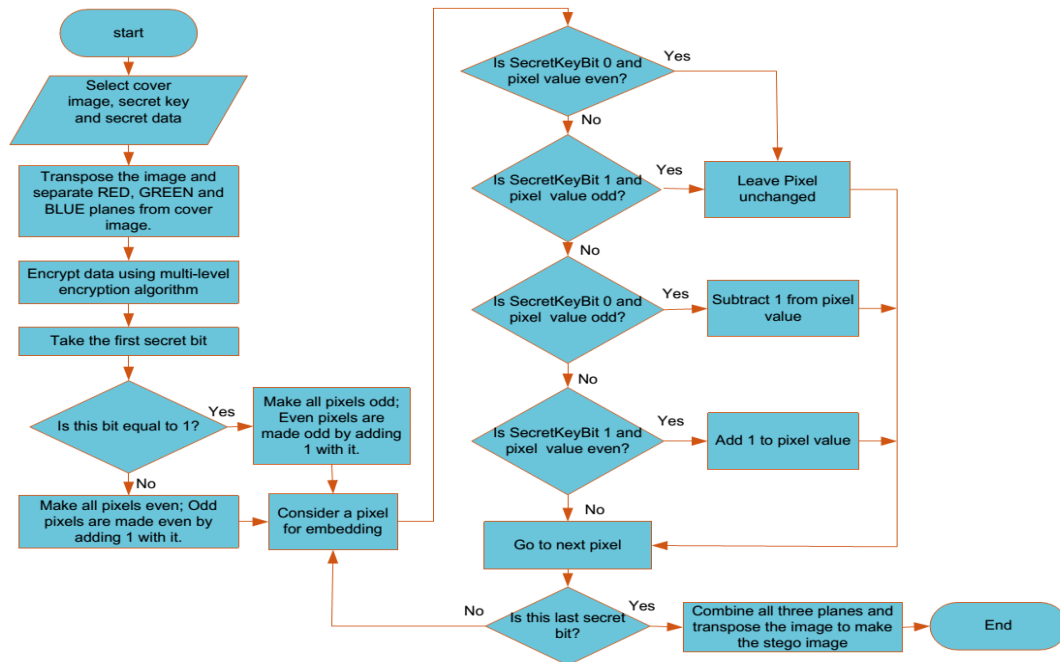 start
Select cover
image, secret key
and secret data
Transpose the image and
separate RED, GREEN and
BLUE planes from cover
image.
Encrypt data using multi-level
encryption algorithm
Take the first secret bit
Is this bit equal to 1?
Yes
Make all pixels odd;
Even pixels are
made odd by adding
1 with it.
No
Make all pixels even; Odd
pixels are made even by
adding 1 with it.
Consider a pixel
for embedding
Is SecretKeyBit 0 and
pixel value even?
Yes
No
Is SecretKeyBit 1 and
pixel value odd?
Yes
Leave Pixel
unchanged
No
Is SecretKeyBit 0 and
pixel value odd?
Yes
Subtract 1 from pixel
value
No
Is SecretKeyBit 1 and
pixel value even?
Yes
Add 1 to pixel value
No
Go to next pixel
Is this last secret
bit?
No
Yes
Combine all three planes and
transpose the image to make
the stego image
End